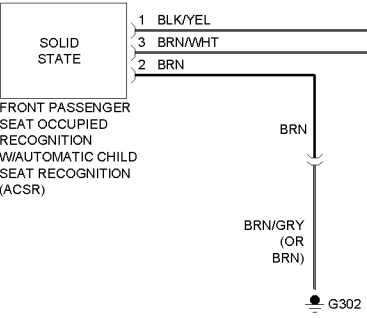 1 BLK/YEL
SOLID
STATE
3 BRN/WHT
2 BRN
FRONT PASSENGER
SEAT OCCUPIED
RECOGNITION
W/AUTOMATIC CHILD
SEAT RECOGNITION
(ACSR)
BRN
BRN/GRY
(OR
BRN)
G302